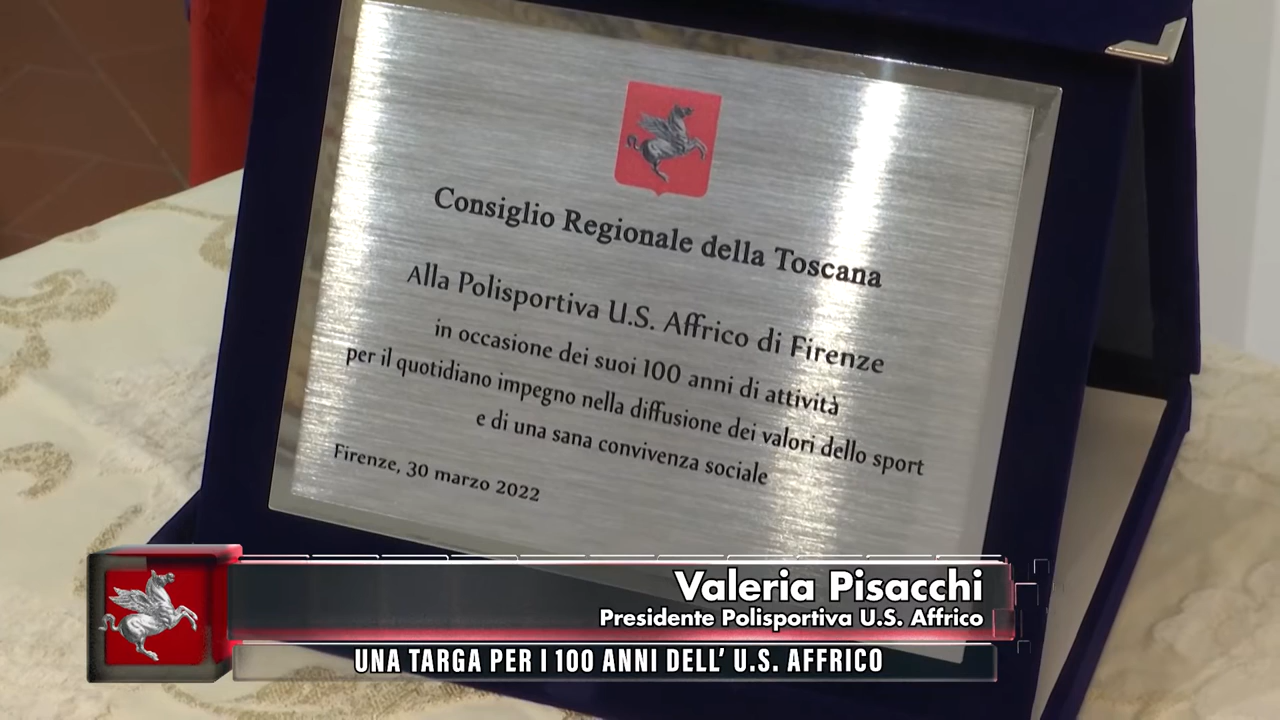 Consiglio Regionale della Toscana
Alla Polisportiva U.S. Affrico di Firenze
in occasione dei suoi 100 anni di attività
per il quotidiano impegno nella diffusione dei valori dello sport
e di una sana convivenza sociale
Firenze, 30 marzo 2022
Valeria Pisacchi
Presidente Polisportiva U.S. Affrico
UNA TARGA PER I 100 ANNI DELL' U.S. AFFRICO